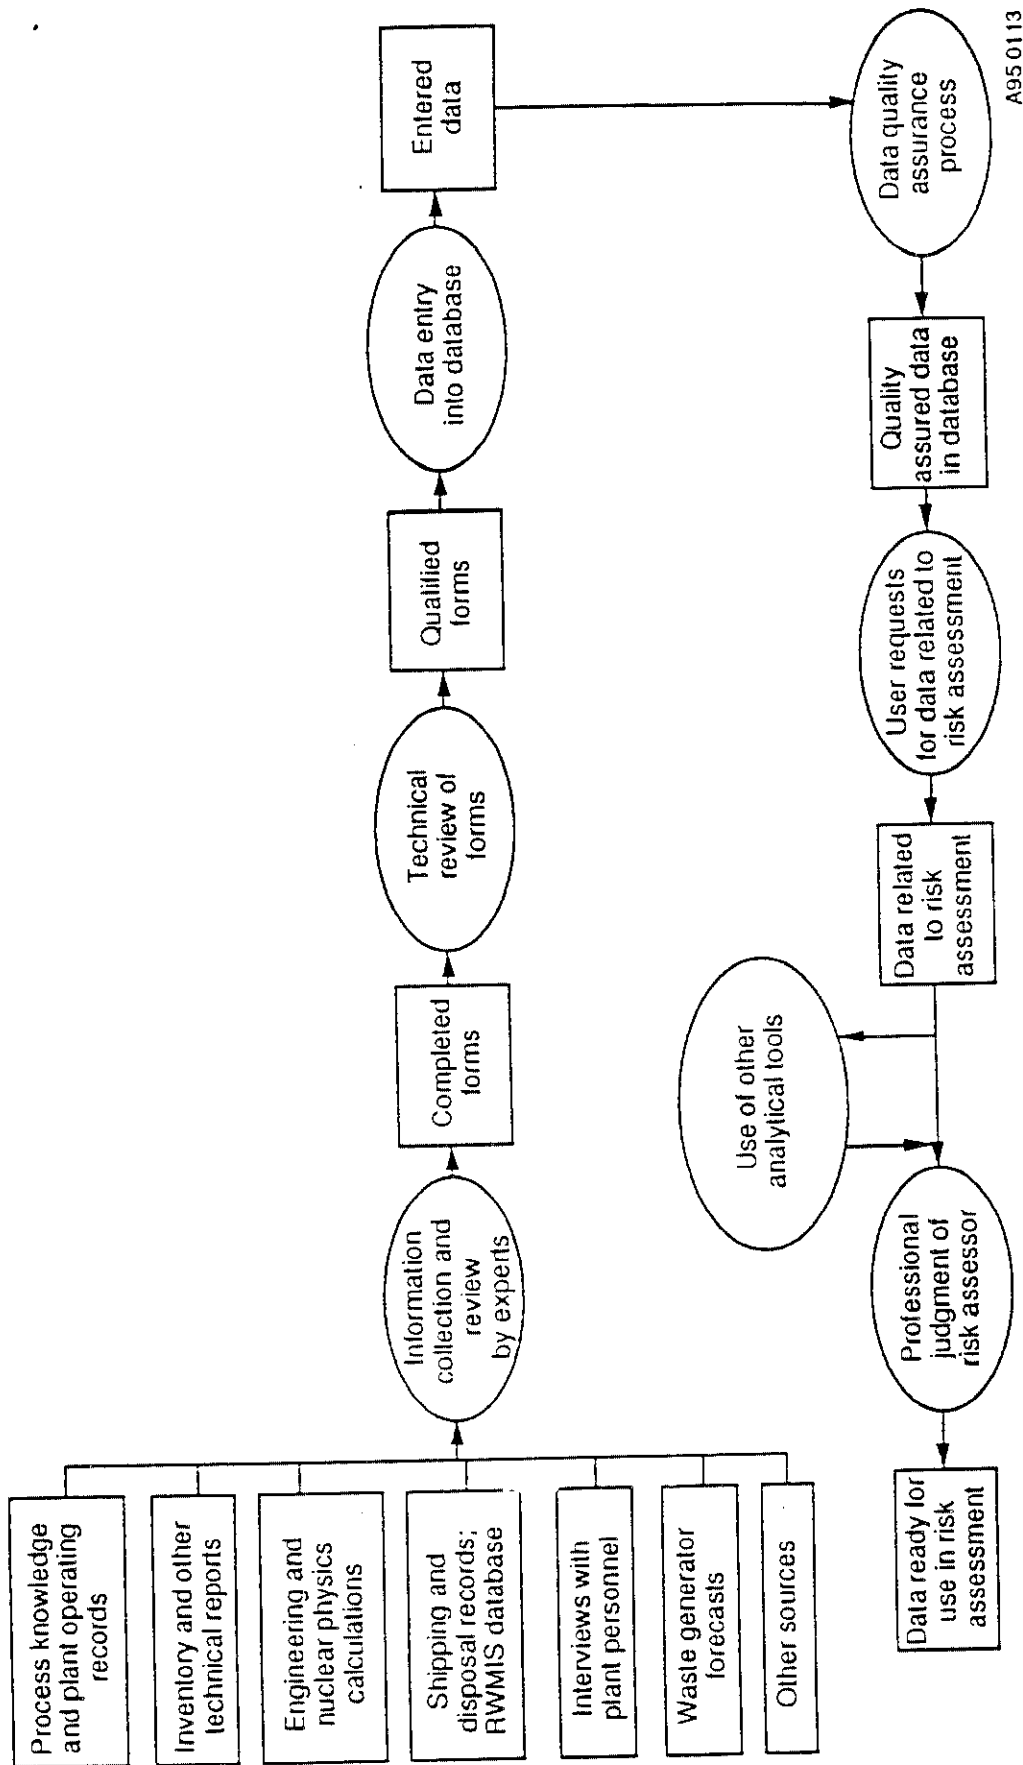 Process knowledge
and plant operating
records
Inventory and other
technical reports
Engineering and
nuclear physics
calculations
Shipping and
disposal records;
RWMIS database
Interviews with
plant personnel
Waste generator
forecasts
Other sources
Information
collection and
review
by experts
Completed
forms
Technical
review of
forms
Qualified
forms
Data entry
into database
Entered
data
Data quality
assurance
process
Quality
assured data
in database
User requests
for data related to
risk assessment
Data related
to risk
assessment
Use of other
analytical tools
Professional
judgment of
risk assessor
Data ready for
use in risk
assessment
A95 0113